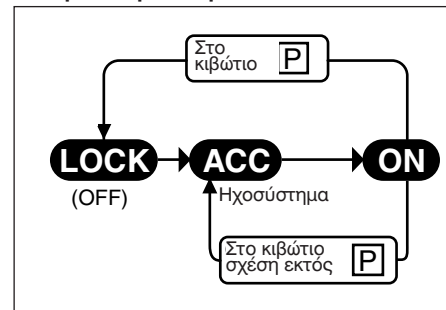 Στο
κιβώτιο P
LOCK ACC ON
(OFF)
Ηχοσύστημα
Στο κιβώτιο
σχέση εκτός P